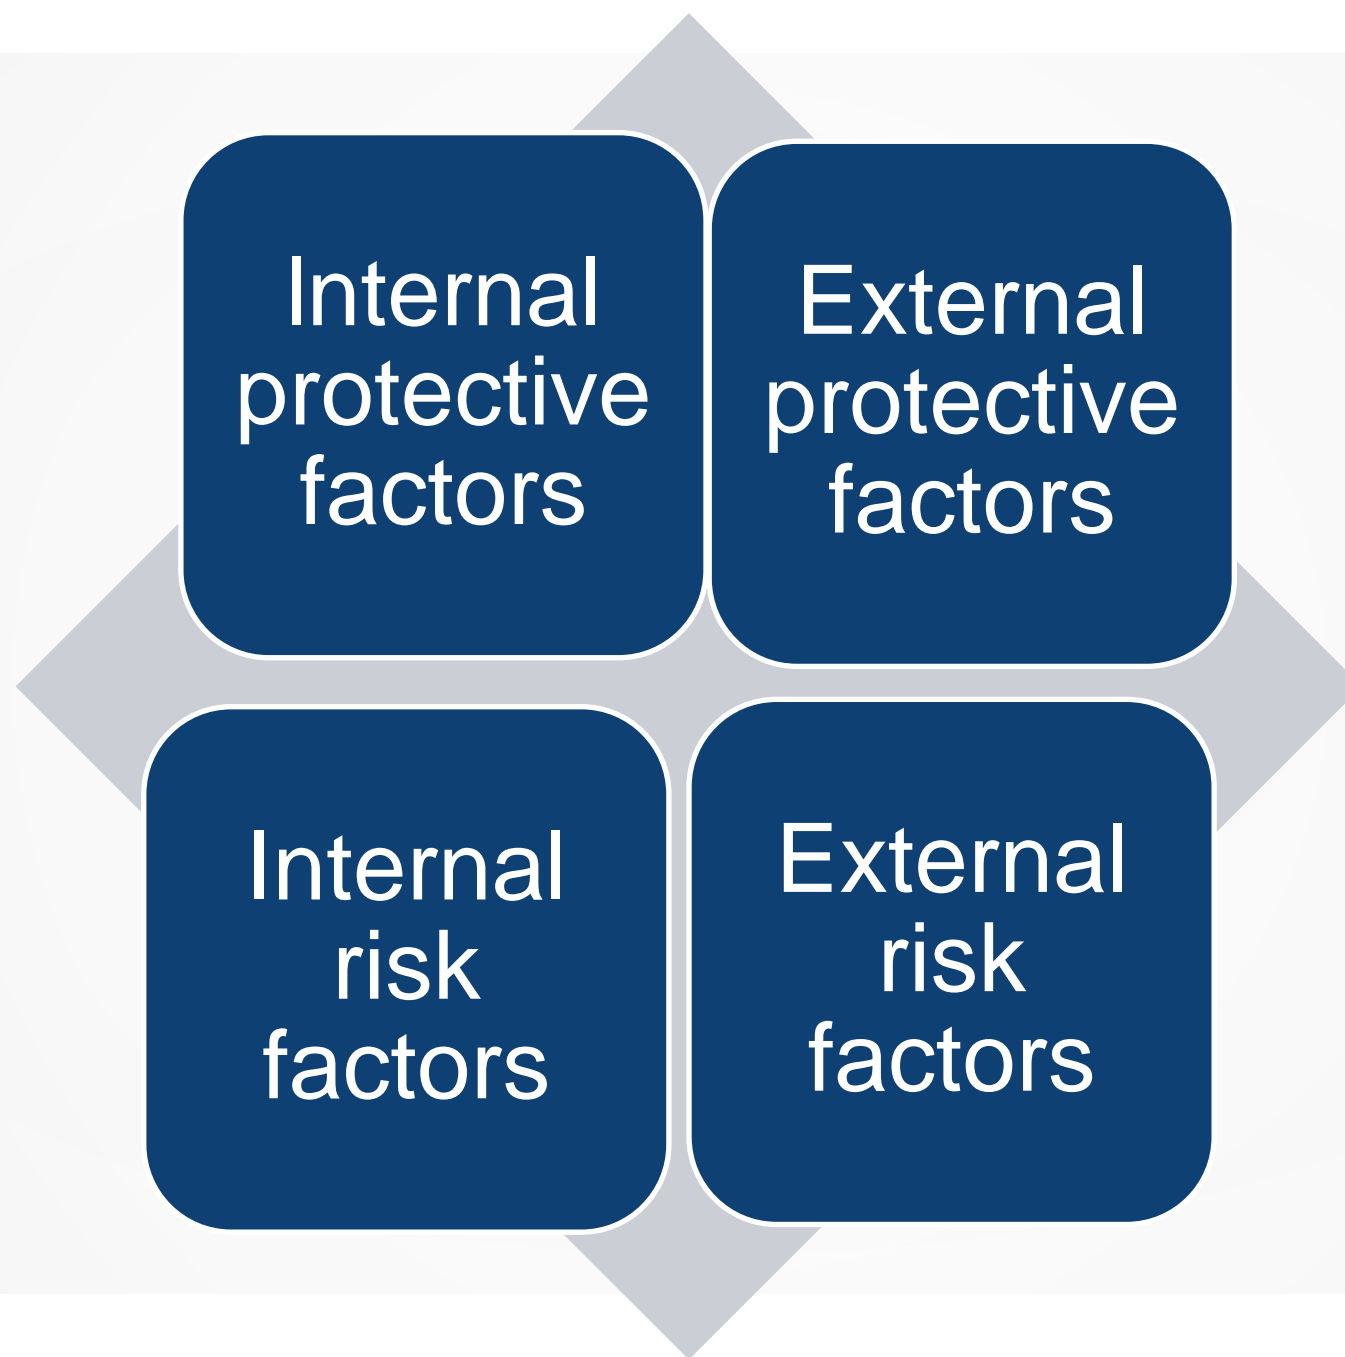 Internal
protective
factors
External
protective
factors
Internal
risk
factors
External
risk
factors